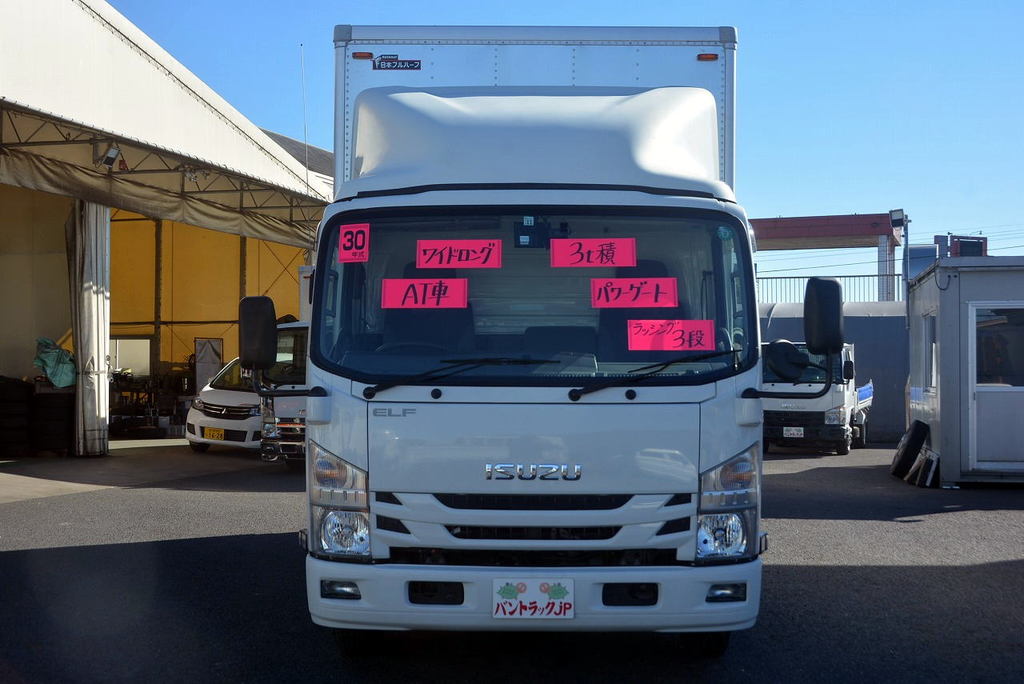 日本フルハーフ
30
年式
ワイドロング
3t積
AT車
パワーゲート
ラッシング3段
ELF
ISUZU
バントラックJP